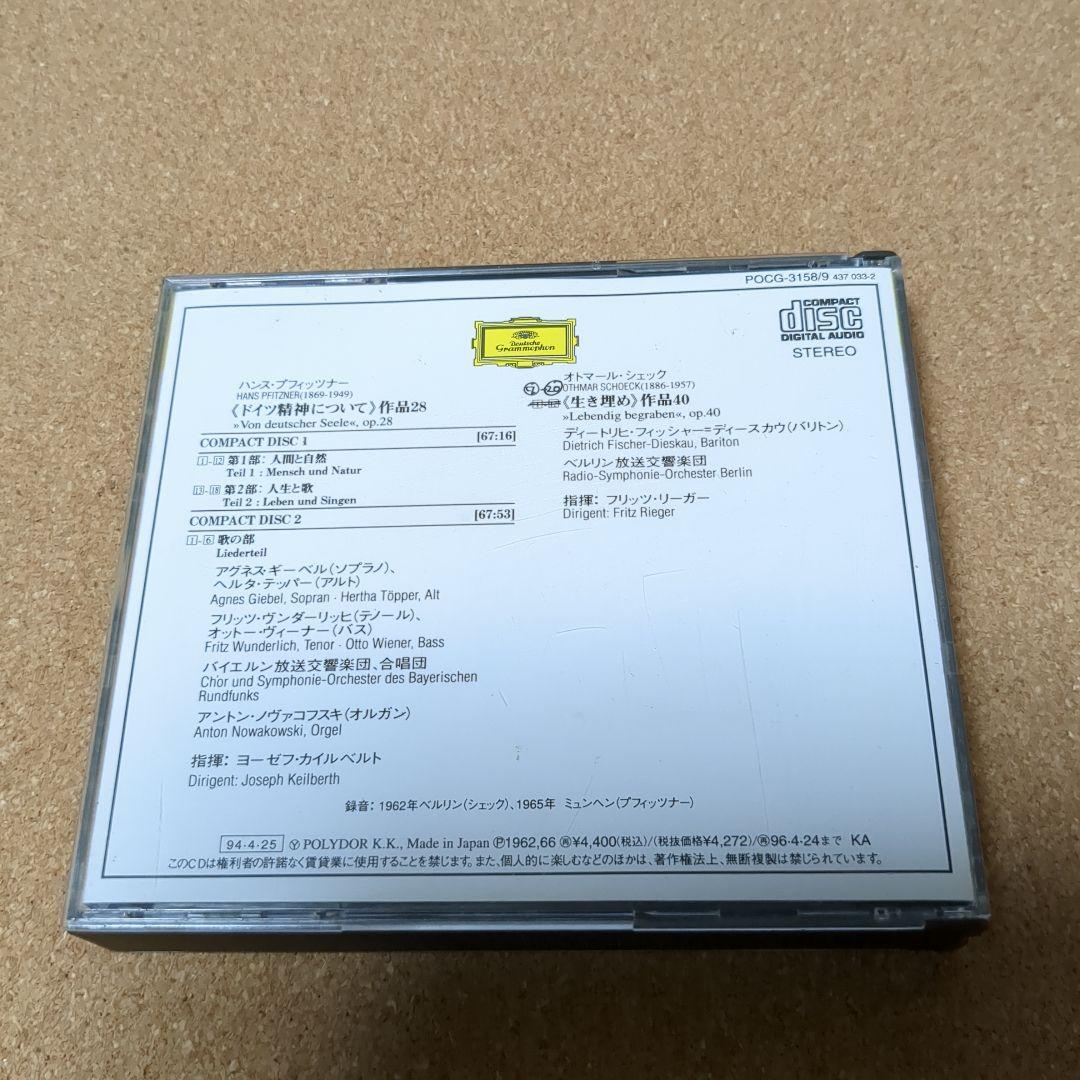 POCG-3158/9 437 033-2
COMPACT
disc
DIGITAL AUDIO
STEREO
Deutsche
Grammophon
ハンス・プフィッツナー
HANS PFITZNER(1869-1949)
《ドイツ精神について》作品28
»Von deutscher Seele«, op.28
COMPACT DISC 1 [67:16]
1-12 第1部: 人間と自然
Teil 1 : Mensch und Natur
13-18 第2部: 人生と歌
Teil 2 : Leben und Singen
COMPACT DISC 2 [67:53]
1-6 歌の部
Liederteil
アグネス・ギーベル(ソプラノ)、
ヘルタ・テッパー(アルト)
Agnes Giebel, Sopran · Hertha Töpper, Alt
フリッツ・ヴンダーリッヒ(テノール)、
オットー・ヴィーナー(バス)
Fritz Wunderlich, Tenor · Otto Wiener, Bass
バイエルン放送交響楽団、合唱団
Chor und Symphonie-Orchester des Bayerischen
Rundfunks
アントン・ノヴァコフスキ(オルガン)
Anton Nowakowski, Orgel
指揮: ヨーゼフ・カイルベルト
Dirigent: Joseph Keilberth
オトマール・シェック
⑦-⑳ OTHMAR SCHOECK(1886-1957)
《生き埋め》作品40
»Lebendig begraben«, op.40
ディートリヒ・フィッシャー=ディースカウ(バリトン)
Dietrich Fischer-Dieskau, Bariton
ベルリン放送交響楽団
Radio-Symphonie-Orchester Berlin
指揮: フリッツ・リーガー
Dirigent: Fritz Rieger
録音: 1962年ベルリン(シェック)、1965年 ミュンヘン(プフィッツナー)
94・4・25 Ⓨ POLYDOR K.K., Made in Japan Ⓟ1962,66 ㊞¥4,400(税込)/(税抜価格¥4,272)/㊞96・4・24まで KA
このCDは権利者の許諾なく賃貸業に使用することを禁じます。また、個人的に楽しむなどのほかは、著作権法上、無断複製は禁じられています。